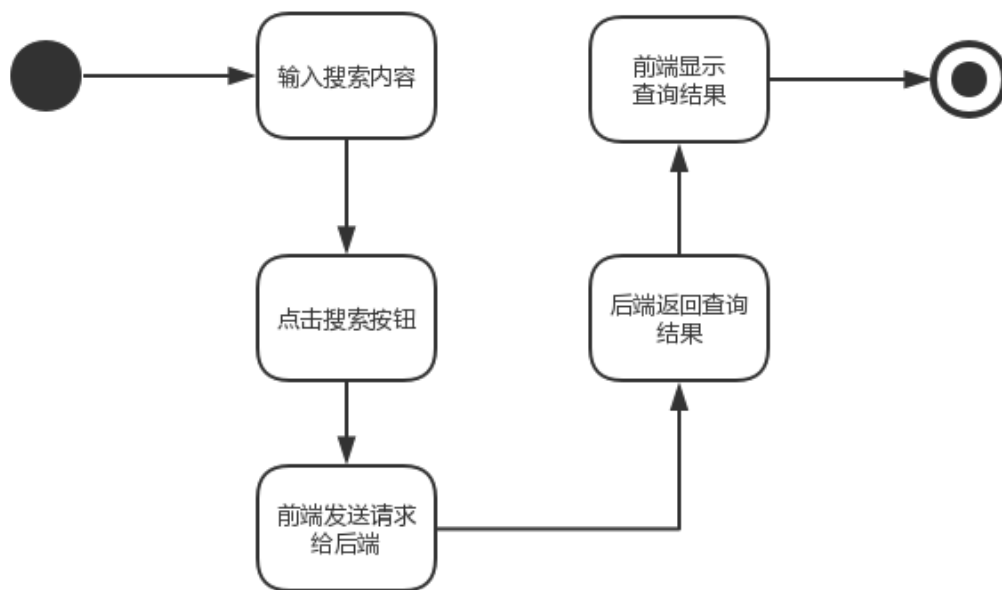 输入搜索内容
点击搜索按钮
前端发送请求
给后端
后端返回查询
结果
前端显示
查询结果